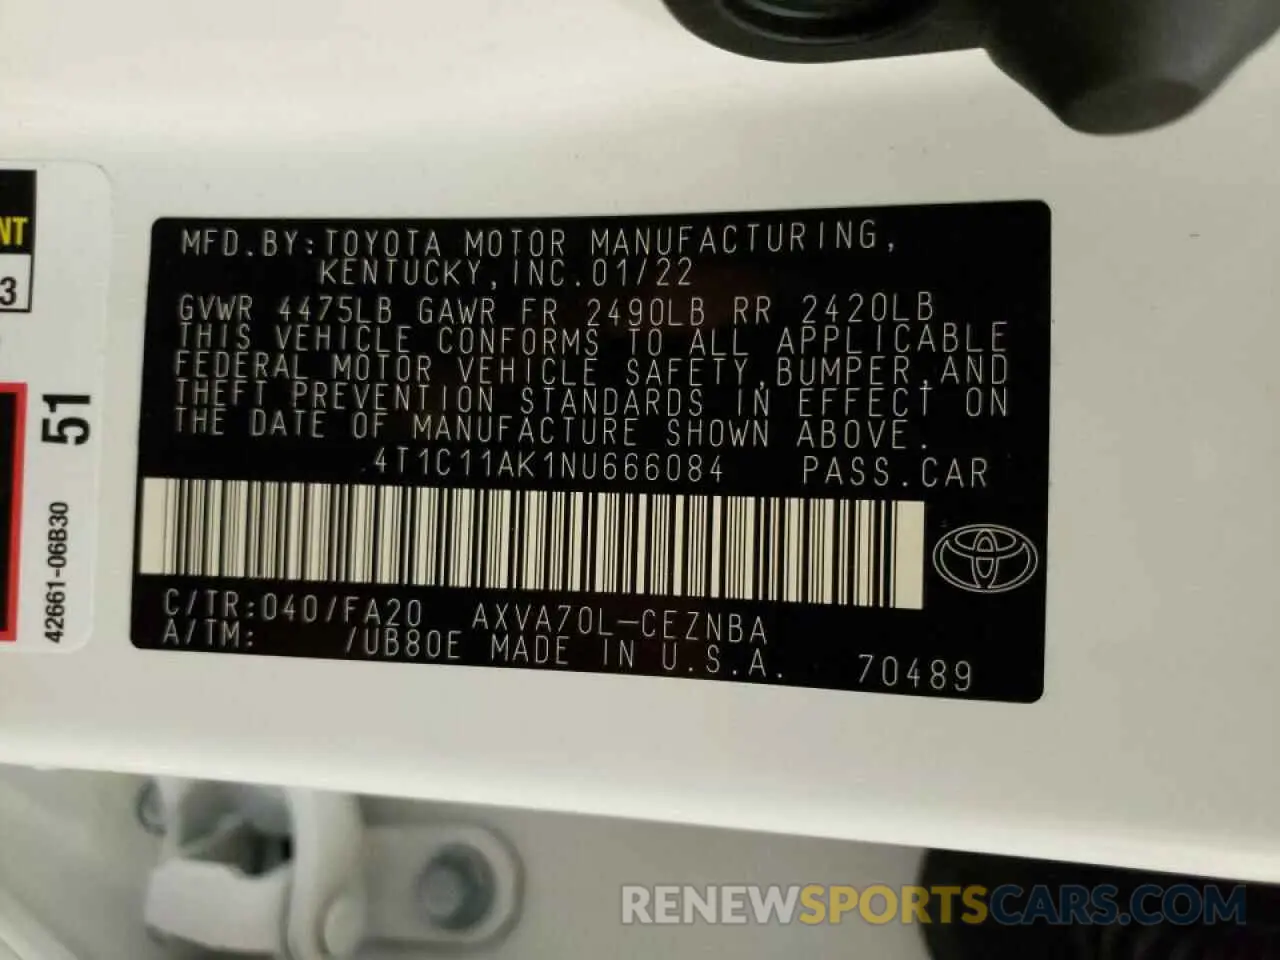 NT
3
51
42661-06B30
MFD.BY:TOYOTA MOTOR MANUFACTURING,
KENTUCKY,INC.01/22
GVWR 4475LB GAWR FR 2490LB RR 2420LB
THIS VEHICLE CONFORMS TO ALL APPLICABLE
FEDERAL MOTOR VEHICLE SAFETY,BUMPER,AND
THEFT PREVENTION STANDARDS IN EFFECT ON
THE DATE OF MANUFACTURE SHOWN ABOVE.
4T1C11AK1NU666084 PASS.CAR
C/TR:040/FA20 AXVA70L-CEZNBA
A/TM: /UB80E MADE IN U.S.A. 70489
RENEWSPORTSCARS.COM